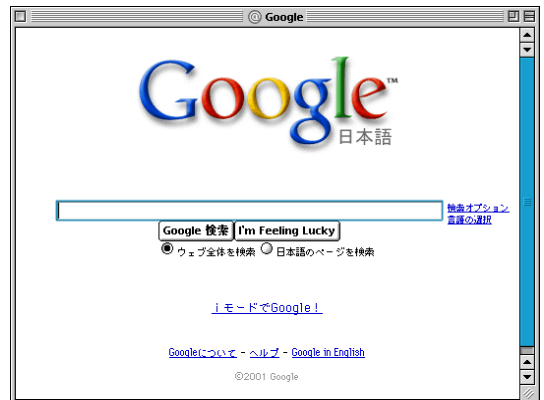 Google
Google™
日本語
検索オプション
言語の選択
Google 検索 I'm Feeling Lucky
ウェブ全体を検索 日本語のページを検索
iモードでGoogle！
Googleについて - ヘルプ - Google in English
©2001 Google